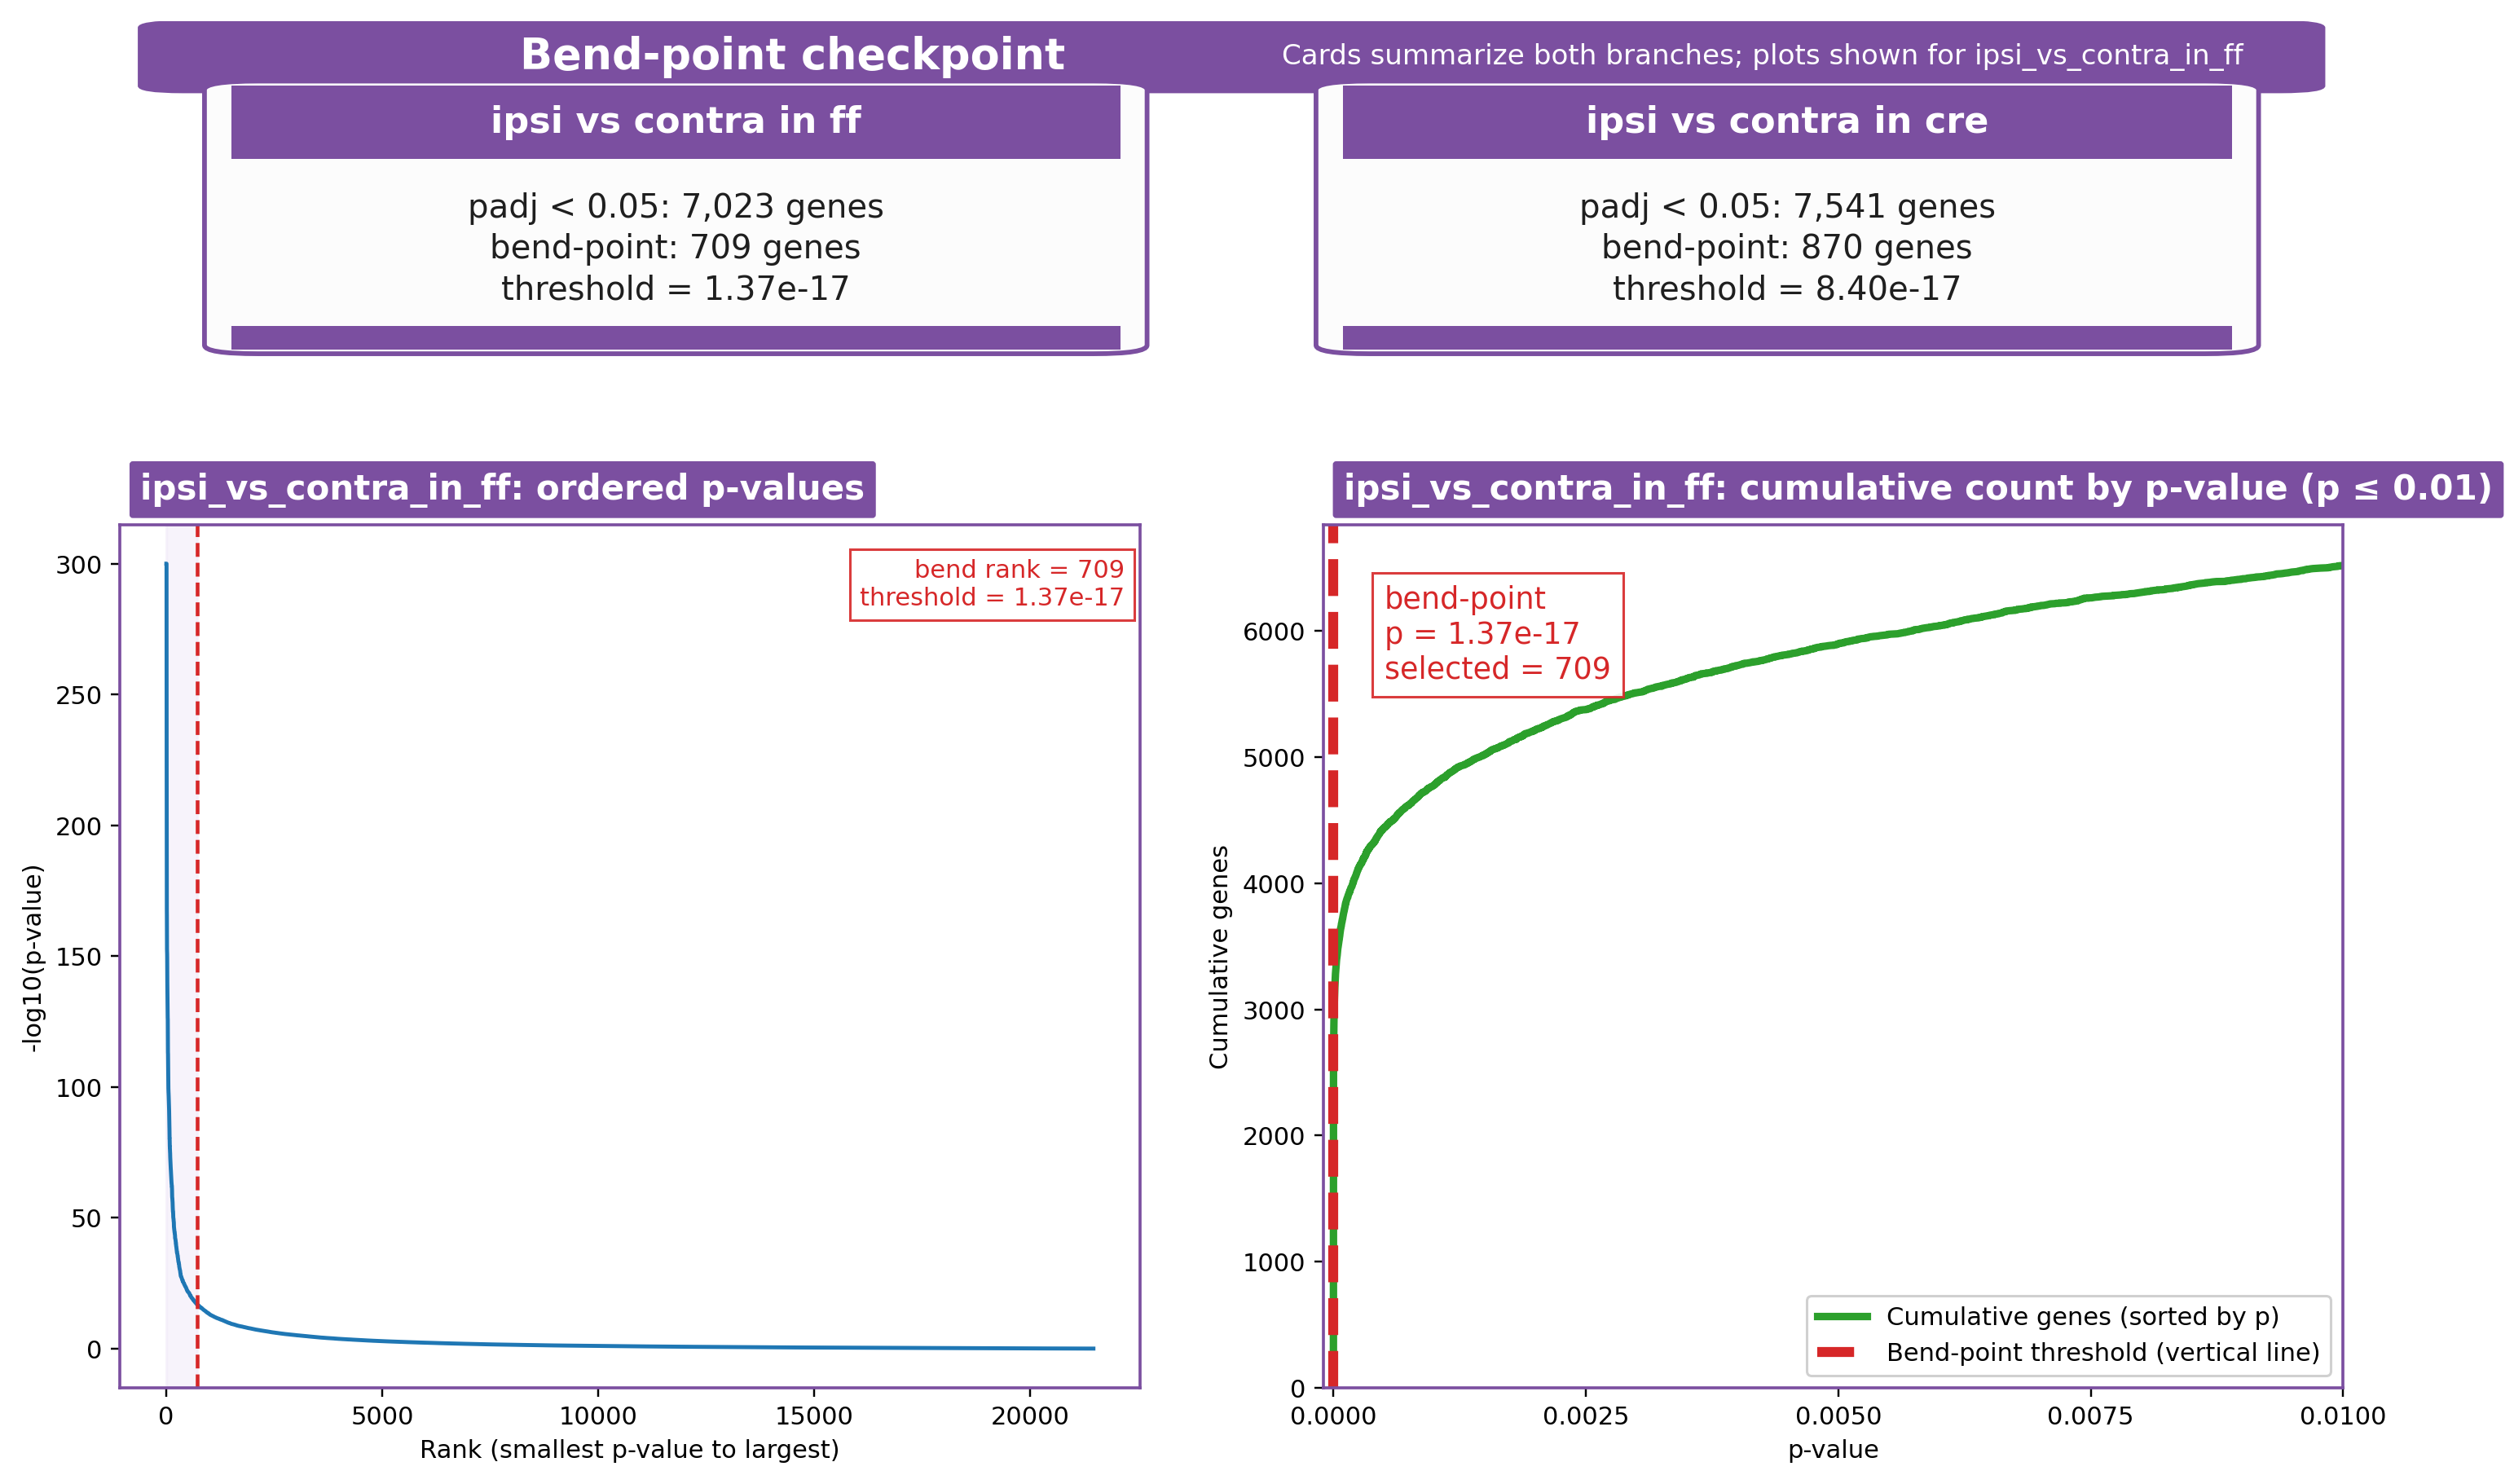 Bend-point checkpoint
Cards summarize both branches; plots shown for ipsi_vs_contra_in_ff
ipsi vs contra in ff
padj < 0.05: 7,023 genes
bend-point: 709 genes
threshold = 1.37e-17
ipsi vs contra in cre
padj < 0.05: 7,541 genes
bend-point: 870 genes
threshold = 8.40e-17
ipsi_vs_contra_in_ff: ordered p-values
bend rank = 709
threshold = 1.37e-17
-log10(p-value)
300
250
200
150
100
50
0
0
5000
10000
15000
20000
Rank (smallest p-value to largest)
ipsi_vs_contra_in_ff: cumulative count by p-value (p ≤ 0.01)
bend-point
p = 1.37e-17
selected = 709
Cumulative genes
6000
5000
4000
3000
2000
1000
0
Cumulative genes (sorted by p)
Bend-point threshold (vertical line)
0.0000
0.0025
0.0050
0.0075
0.0100
p-value